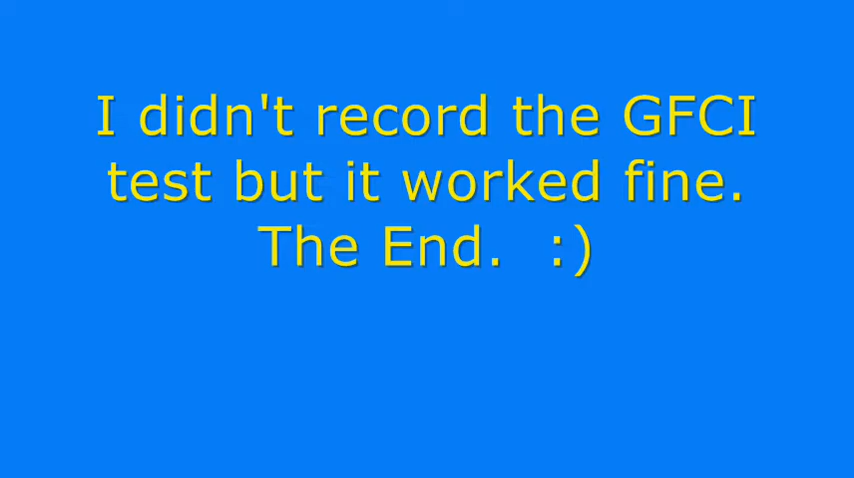 I didn't record the GFCI
test but it worked fine.
The End.  :)